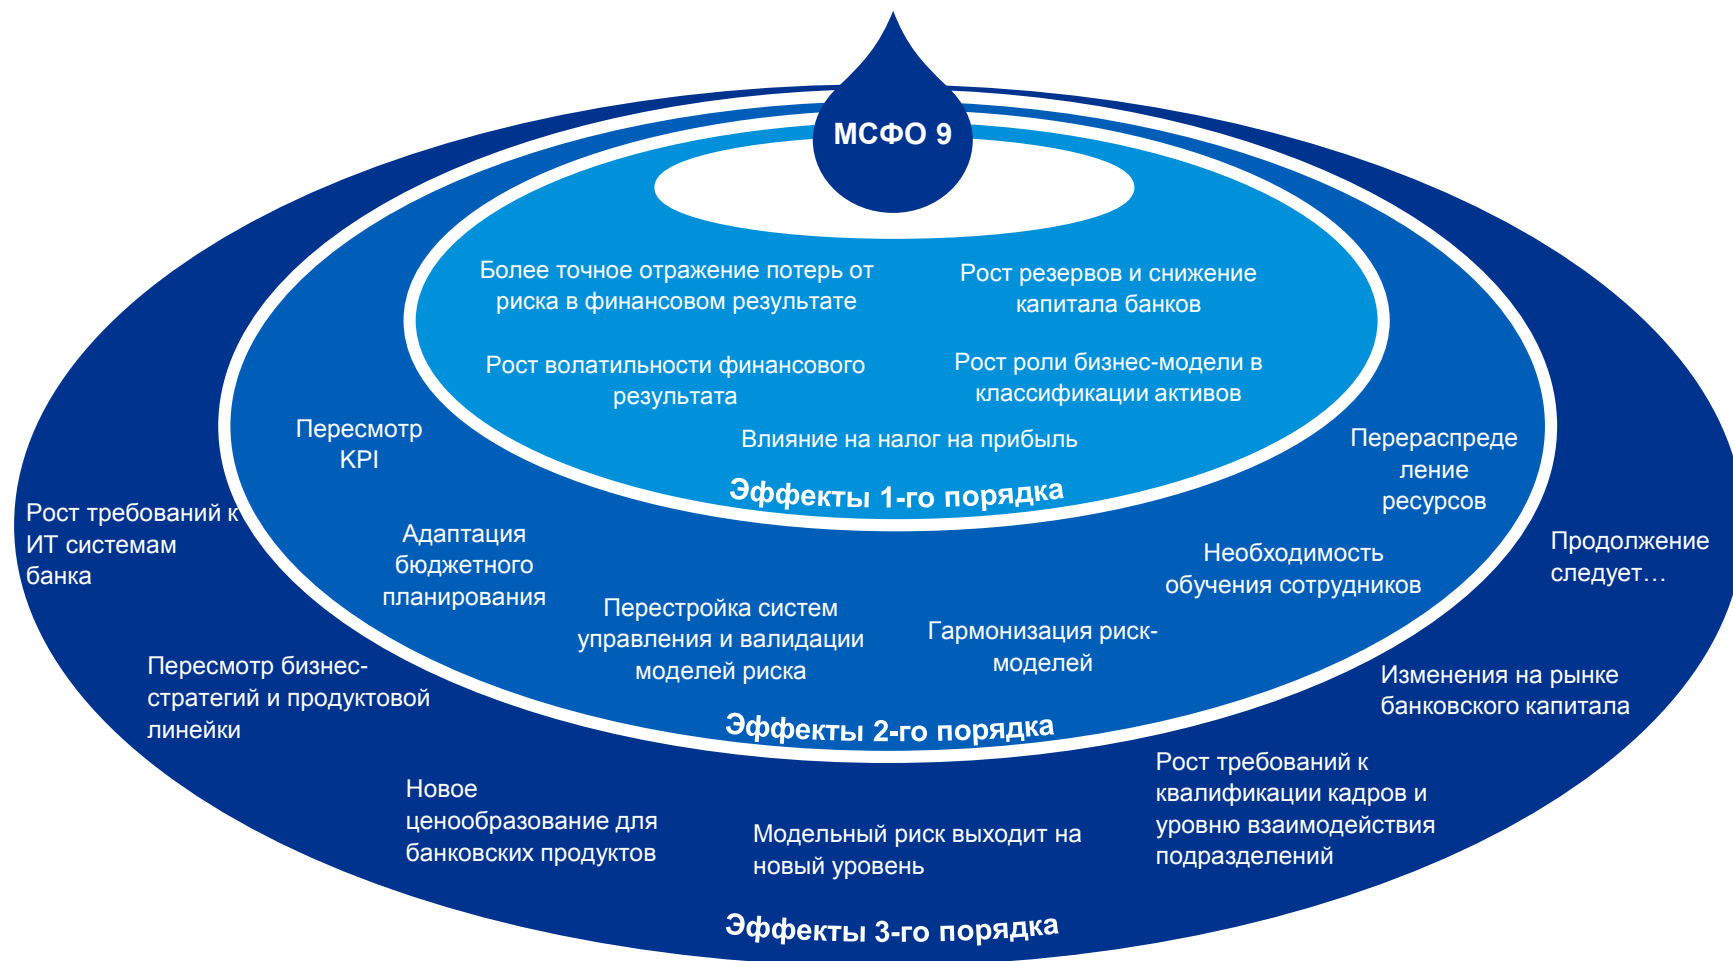 МСФО 9
Более точное отражение потерь от
риска в финансовом результате
Рост резервов и снижение
капитала банков
Рост волатильности финансового
результата
Рост роли бизнес-модели в
классификации активов
Влияние на налог на прибыль
Эффекты 1-го порядка
Пересмотр
KPI
Адаптация
бюджетного
планирования
Перестройка систем
управления и валидации
моделей риска
Гармонизация риск-
моделей
Необходимость
обучения сотрудников
Перераспреде
ление
ресурсов
Эффекты 2-го порядка
Рост требований к
ИТ системам
банка
Пересмотр бизнес-
стратегий и продуктовой
линейки
Новое
ценообразование для
банковских продуктов
Модельный риск выходит на
новый уровень
Рост требований к
квалификации кадров и
уровню взаимодействия
подразделений
Изменения на рынке
банковского капитала
Продолжение
следует…
Эффекты 3-го порядка